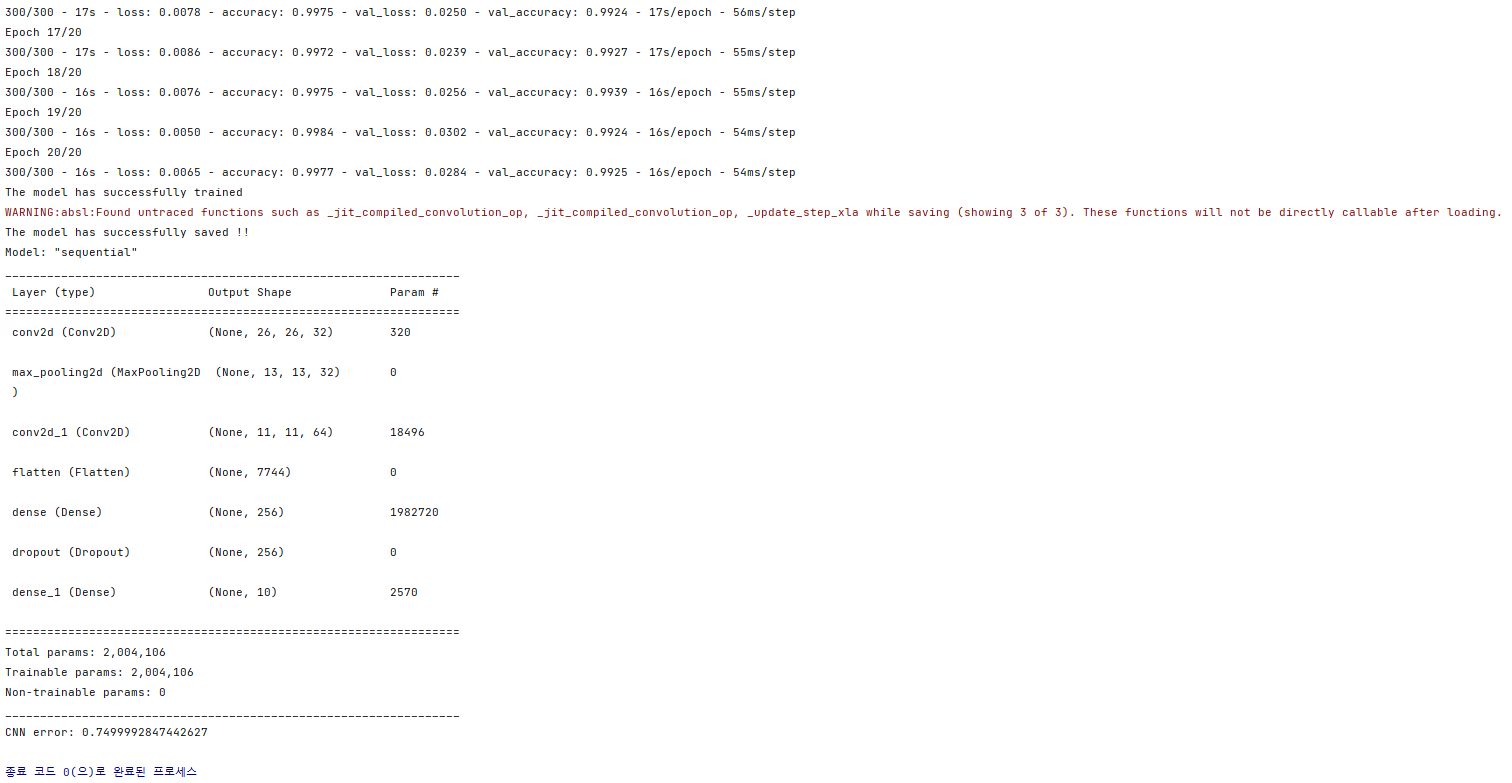 300/300 - 17s - loss: 0.0078 - accuracy: 0.9975 - val_loss: 0.0250 - val_accuracy: 0.9924 - 17s/epoch - 56ms/step
Epoch 17/20
300/300 - 17s - loss: 0.0086 - accuracy: 0.9972 - val_loss: 0.0239 - val_accuracy: 0.9927 - 17s/epoch - 55ms/step
Epoch 18/20
300/300 - 16s - loss: 0.0076 - accuracy: 0.9975 - val_loss: 0.0256 - val_accuracy: 0.9939 - 16s/epoch - 55ms/step
Epoch 19/20
300/300 - 16s - loss: 0.0050 - accuracy: 0.9984 - val_loss: 0.0302 - val_accuracy: 0.9924 - 16s/epoch - 54ms/step
Epoch 20/20
300/300 - 16s - loss: 0.0065 - accuracy: 0.9977 - val_loss: 0.0284 - val_accuracy: 0.9925 - 16s/epoch - 54ms/step
The model has successfully trained
WARNING:absl:Found untraced functions such as _jit_compiled_convolution_op, _jit_compiled_convolution_op, _update_step_xla while saving (showing 3 of 3). These functions will not be directly callable after loading.
The model has successfully saved !!
Model: "sequential"
_________________________________________________________________
 Layer (type)                Output Shape              Param #
=================================================================
 conv2d (Conv2D)             (None, 26, 26, 32)        320
 max_pooling2d (MaxPooling2D  (None, 13, 13, 32)       0
 )
 conv2d_1 (Conv2D)           (None, 11, 11, 64)        18496
 flatten (Flatten)           (None, 7744)              0
 dense (Dense)               (None, 256)               1982720
 dropout (Dropout)           (None, 256)               0
 dense_1 (Dense)             (None, 10)                2570
=================================================================
Total params: 2,004,106
Trainable params: 2,004,106
Non-trainable params: 0
_________________________________________________________________
CNN error: 0.7499992847442627
종료 코드 0(으)로 완료된 프로세스